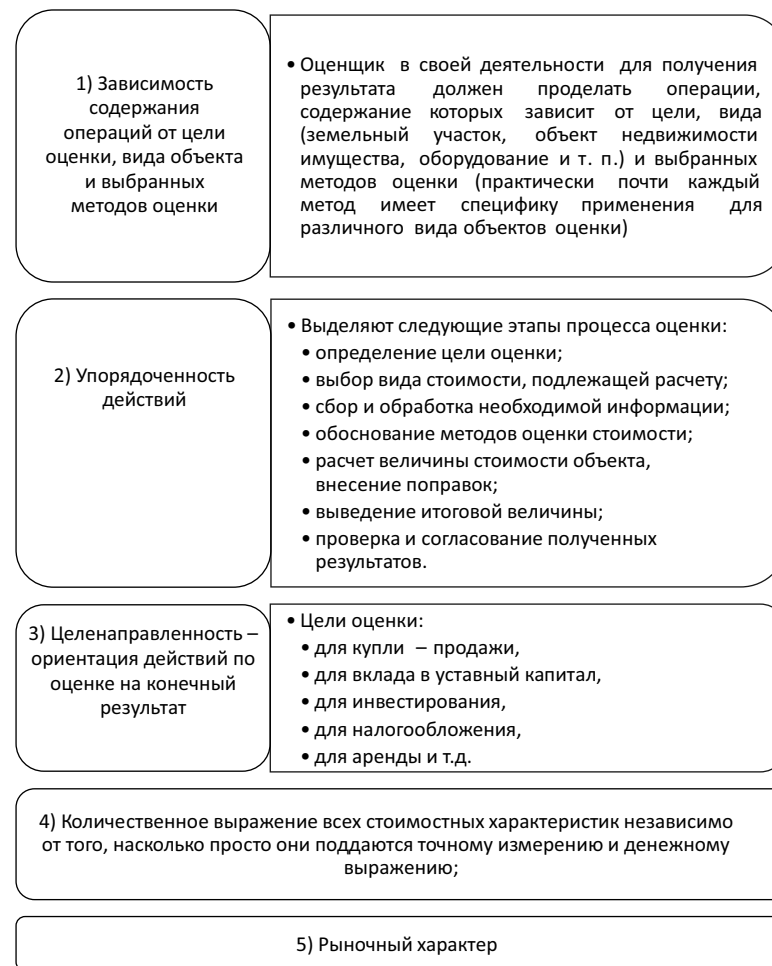 1) Зависимость
содержания
операций от цели
оценки, вида объекта
и выбранных
методов оценки
• Оценщик в своей деятельности для получения
результата должен проделать операции,
содержание которых зависит от цели, вида
(земельный участок, объект недвижимости
имущества, оборудование и т. п.) и выбранных
методов оценки (практически почти каждый
метод имеет специфику применения для
различного вида объектов оценки)
2) Упорядоченность
действий
• Выделяют следующие этапы процесса оценки:
• определение цели оценки;
• выбор вида стоимости, подлежащей расчету;
• сбор и обработка необходимой информации;
• обоснование методов оценки стоимости;
• расчет величины стоимости объекта,
внесение поправок;
• выведение итоговой величины;
• проверка и согласование полученных
результатов.
3) Целенаправленность –
ориентация действий по
оценке на конечный
результат
• Цели оценки:
• для купли – продажи,
• для вклада в уставный капитал,
• для инвестирования,
• для налогообложения,
• для аренды и т.д.
4) Количественное выражение всех стоимостных характеристик независимо
от того, насколько просто они поддаются точному измерению и денежному
выражению;
5) Рыночный характер